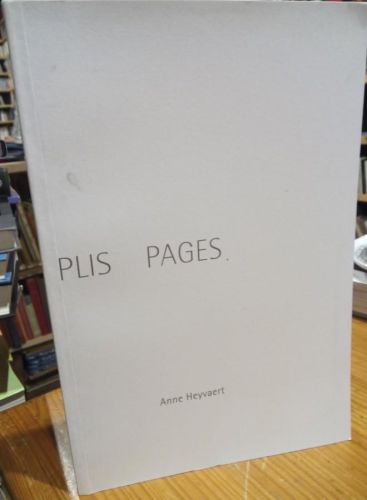 PLIS PAGES.
Anne Heyvaert